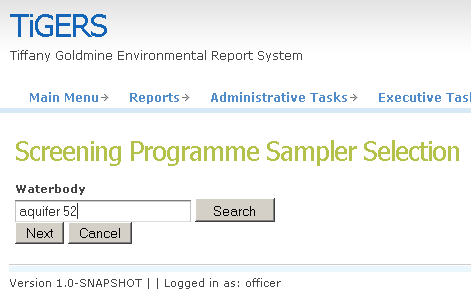 TiGERS
Tiffany Goldmine Environmental Report System
Main Menu→ Reports→ Administrative Tasks→ Executive Tas
Screening Programme Sampler Selection
Waterbody
aquifer 52 Search
Next Cancel
Version 1.0-SNAPSHOT | | Logged in as: officer